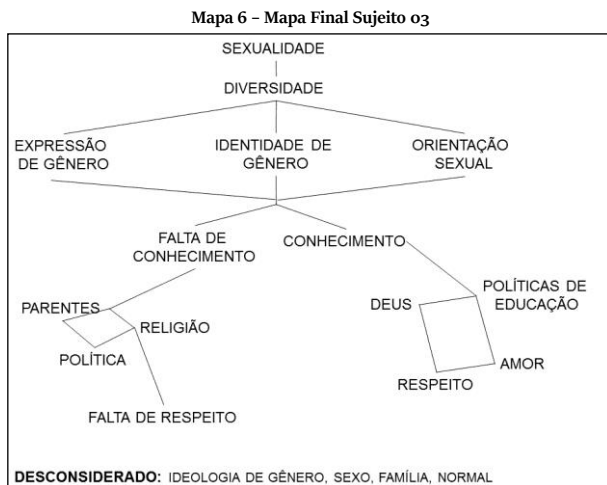 Mapa 6 – Mapa Final Sujeito 03
SEXUALIDADE
DIVERSIDADE
EXPRESSÃO
DE GÊNERO
IDENTIDADE DE
GÊNERO
ORIENTAÇÃO
SEXUAL
FALTA DE
CONHECIMENTO
CONHECIMENTO
PARENTES
RELIGIÃO
POLÍTICA
FALTA DE RESPEITO
DEUS
POLÍTICAS DE
EDUCAÇÃO
RESPEITO
AMOR
DESCONSIDERADO: IDEOLOGIA DE GÊNERO, SEXO, FAMÍLIA, NORMAL